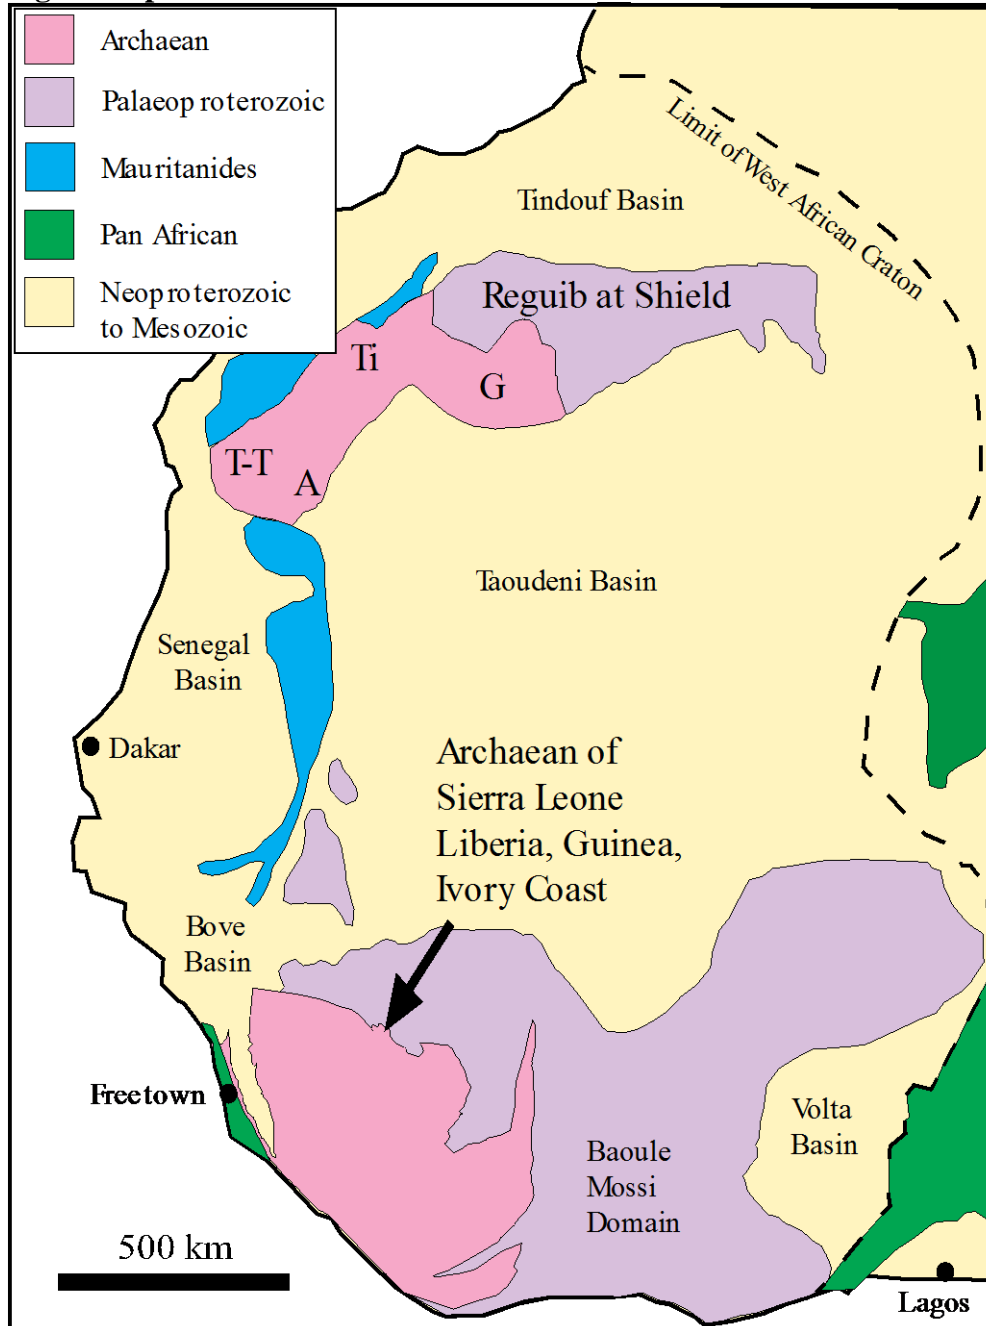 Archaean
Palaeoproterozoic
Mauritanides
Pan African
Neoproterozoic
to Mesozoic
Limit of West African Craton
Tindouf Basin
Reguibat Shield
Ti
G
T-T
A
Taoudeni Basin
Senegal
Basin
Dakar
Archaean of
Sierra Leone
Liberia, Guinea,
Ivory Coast
Bove
Basin
Freetown
Volta
Basin
Baoule
Mossi
Domain
500 km
Lagos